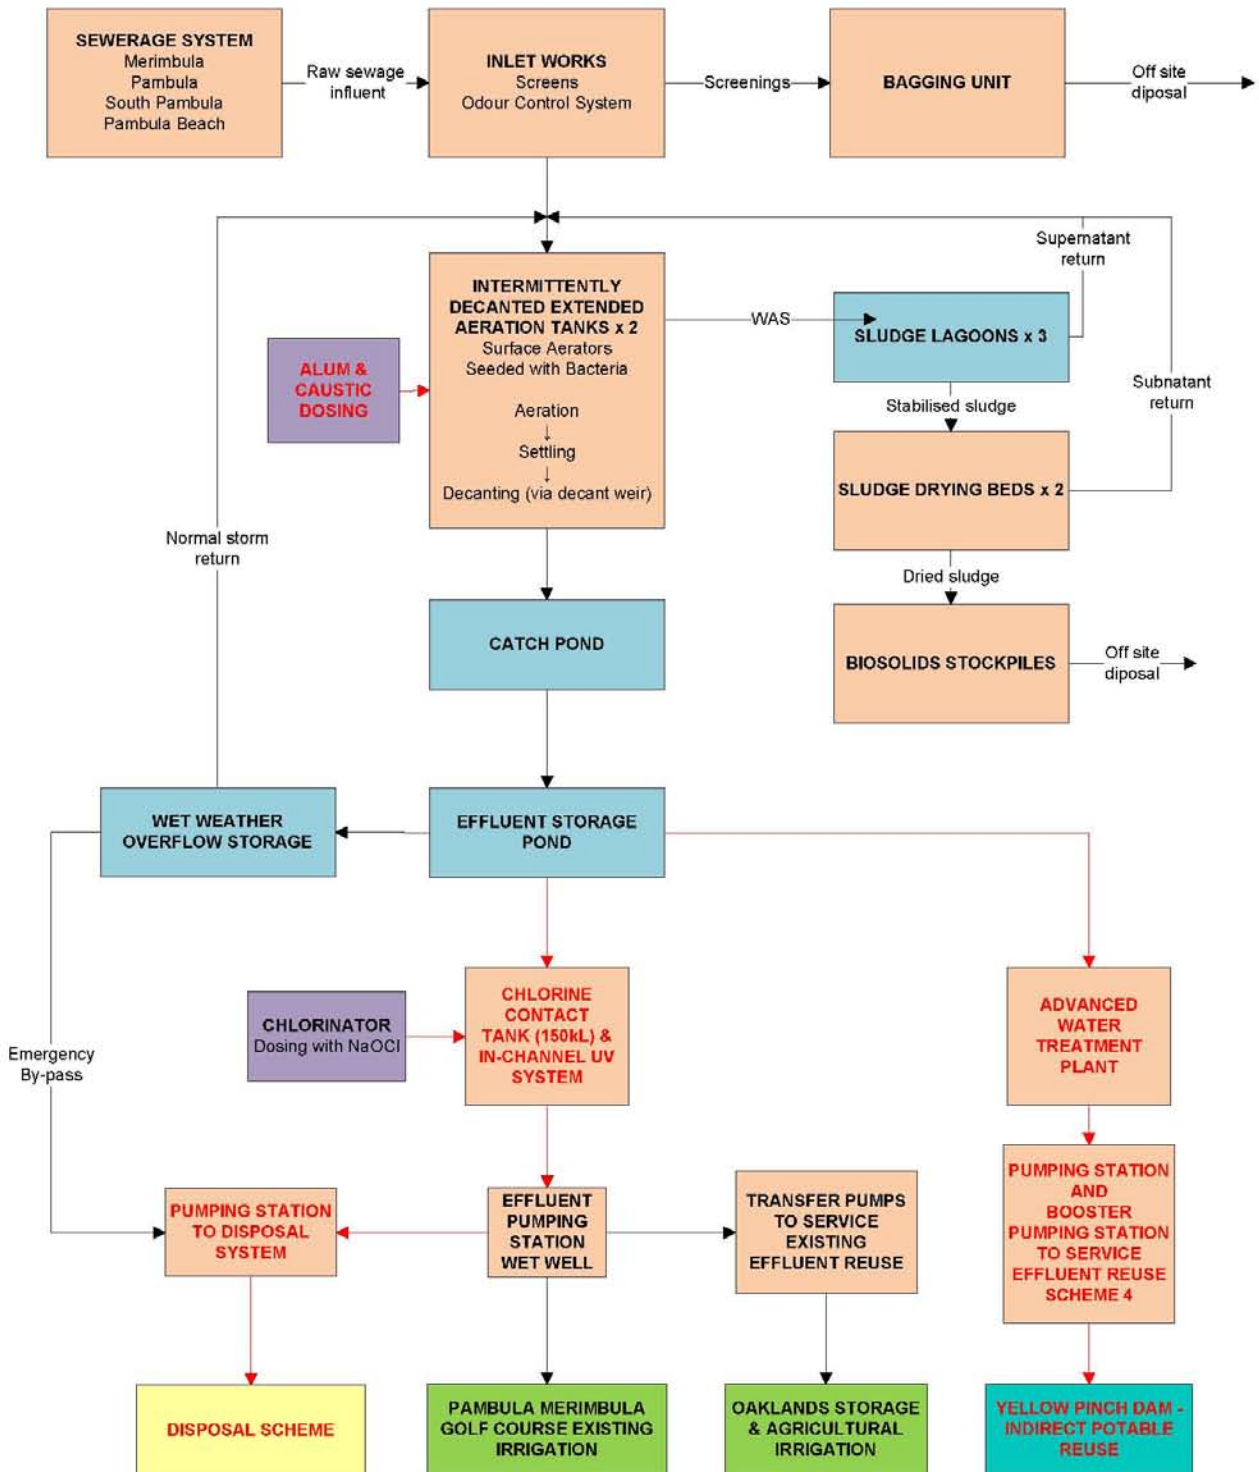 SEWERAGE SYSTEM
Merimbula
Pambula
South Pambula
Pambula Beach
Raw sewage
influent
INLET WORKS
Screens
Odour Control System
Screenings
BAGGING UNIT
Off site
diposal
Supernatant
return
INTERMITTENTLY
DECANTED EXTENDED
AERATION TANKS x 2
Surface Aerators
Seeded with Bacteria
Aeration
↓
Settling
↓
Decanting (via decant weir)
WAS
SLUDGE LAGOONS x 3
ALUM &
CAUSTIC
DOSING
Subnatant
return
Stabilised sludge
SLUDGE DRYING BEDS x 2
Normal storm
return
Dried sludge
CATCH POND
BIOSOLIDS STOCKPILES
Off site
diposal
WET WEATHER
OVERFLOW STORAGE
EFFLUENT STORAGE
POND
CHLORINATOR
Dosing with NaOCl
CHLORINE
CONTACT
TANK (150kL) &
IN-CHANNEL UV
SYSTEM
ADVANCED
WATER
TREATMENT
PLANT
Emergency
By-pass
PUMPING STATION
TO DISPOSAL
SYSTEM
EFFLUENT
PUMPING
STATION
WET WELL
TRANSFER PUMPS
TO SERVICE
EXISTING
EFFLUENT REUSE
PUMPING STATION
AND
BOOSTER
PUMPING STATION
TO SERVICE
EFFLUENT REUSE
SCHEME 4
DISPOSAL SCHEME
PAMBULA MERIMBULA
GOLF COURSE EXISTING
IRRIGATION
OAKLANDS STORAGE
& AGRICULTURAL
IRRIGATION
YELLOW PINCH DAM -
INDIRECT POTABLE
REUSE